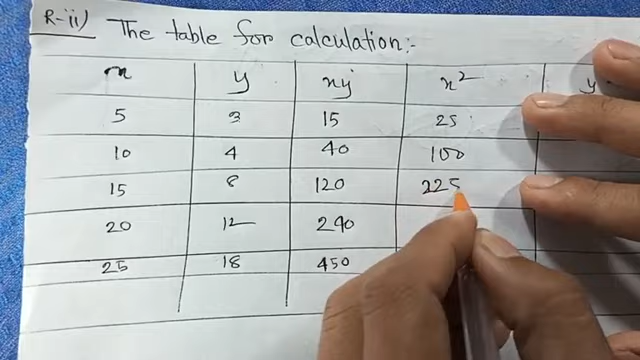 R-ii) The table for calculation:-
x y xy x² y
5 3 15 25
10 4 40 100
15 8 120 225
20 12 240
25 18 450